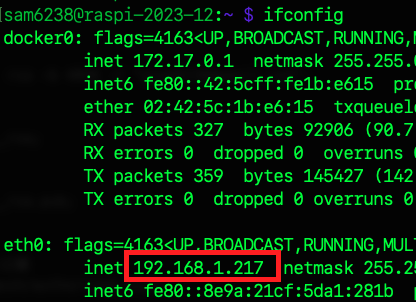 sam6238@raspi-2023-12:~ $ ifconfig
docker0: flags=4163<UP,BROADCAST,RUNNING,M
inet 172.17.0.1 netmask 255.255.
inet6 fe80::42:5cff:fe1b:e615 pr
ether 02:42:5c:1b:e6:15 txqueuel
RX packets 327 bytes 92906 (90.7
RX errors 0 dropped 0 overruns 0
TX packets 359 bytes 145427 (142
TX errors 0 dropped 0 overruns 0
eth0: flags=4163<UP,BROADCAST,RUNNING,MUL
inet 192.168.1.217 netmask 255.25
inet6 fe80::8e9a:21cf:5da1:281b